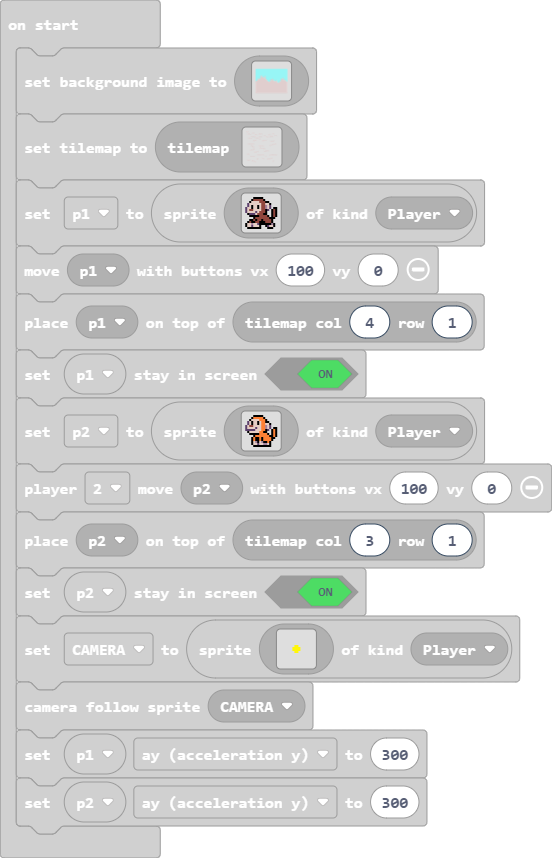 on start
set background image to
set tilemap to tilemap
set p1 to sprite of kind Player
move p1 with buttons vx 100 vy 0
place p1 on top of tilemap col 4 row 1
set p1 stay in screen ON
set p2 to sprite of kind Player
player 2 move p2 with buttons vx 100 vy 0
place p2 on top of tilemap col 3 row 1
set p2 stay in screen ON
set CAMERA to sprite of kind Player
camera follow sprite CAMERA
set p1 ay (acceleration y) to 300
set p2 ay (acceleration y) to 300